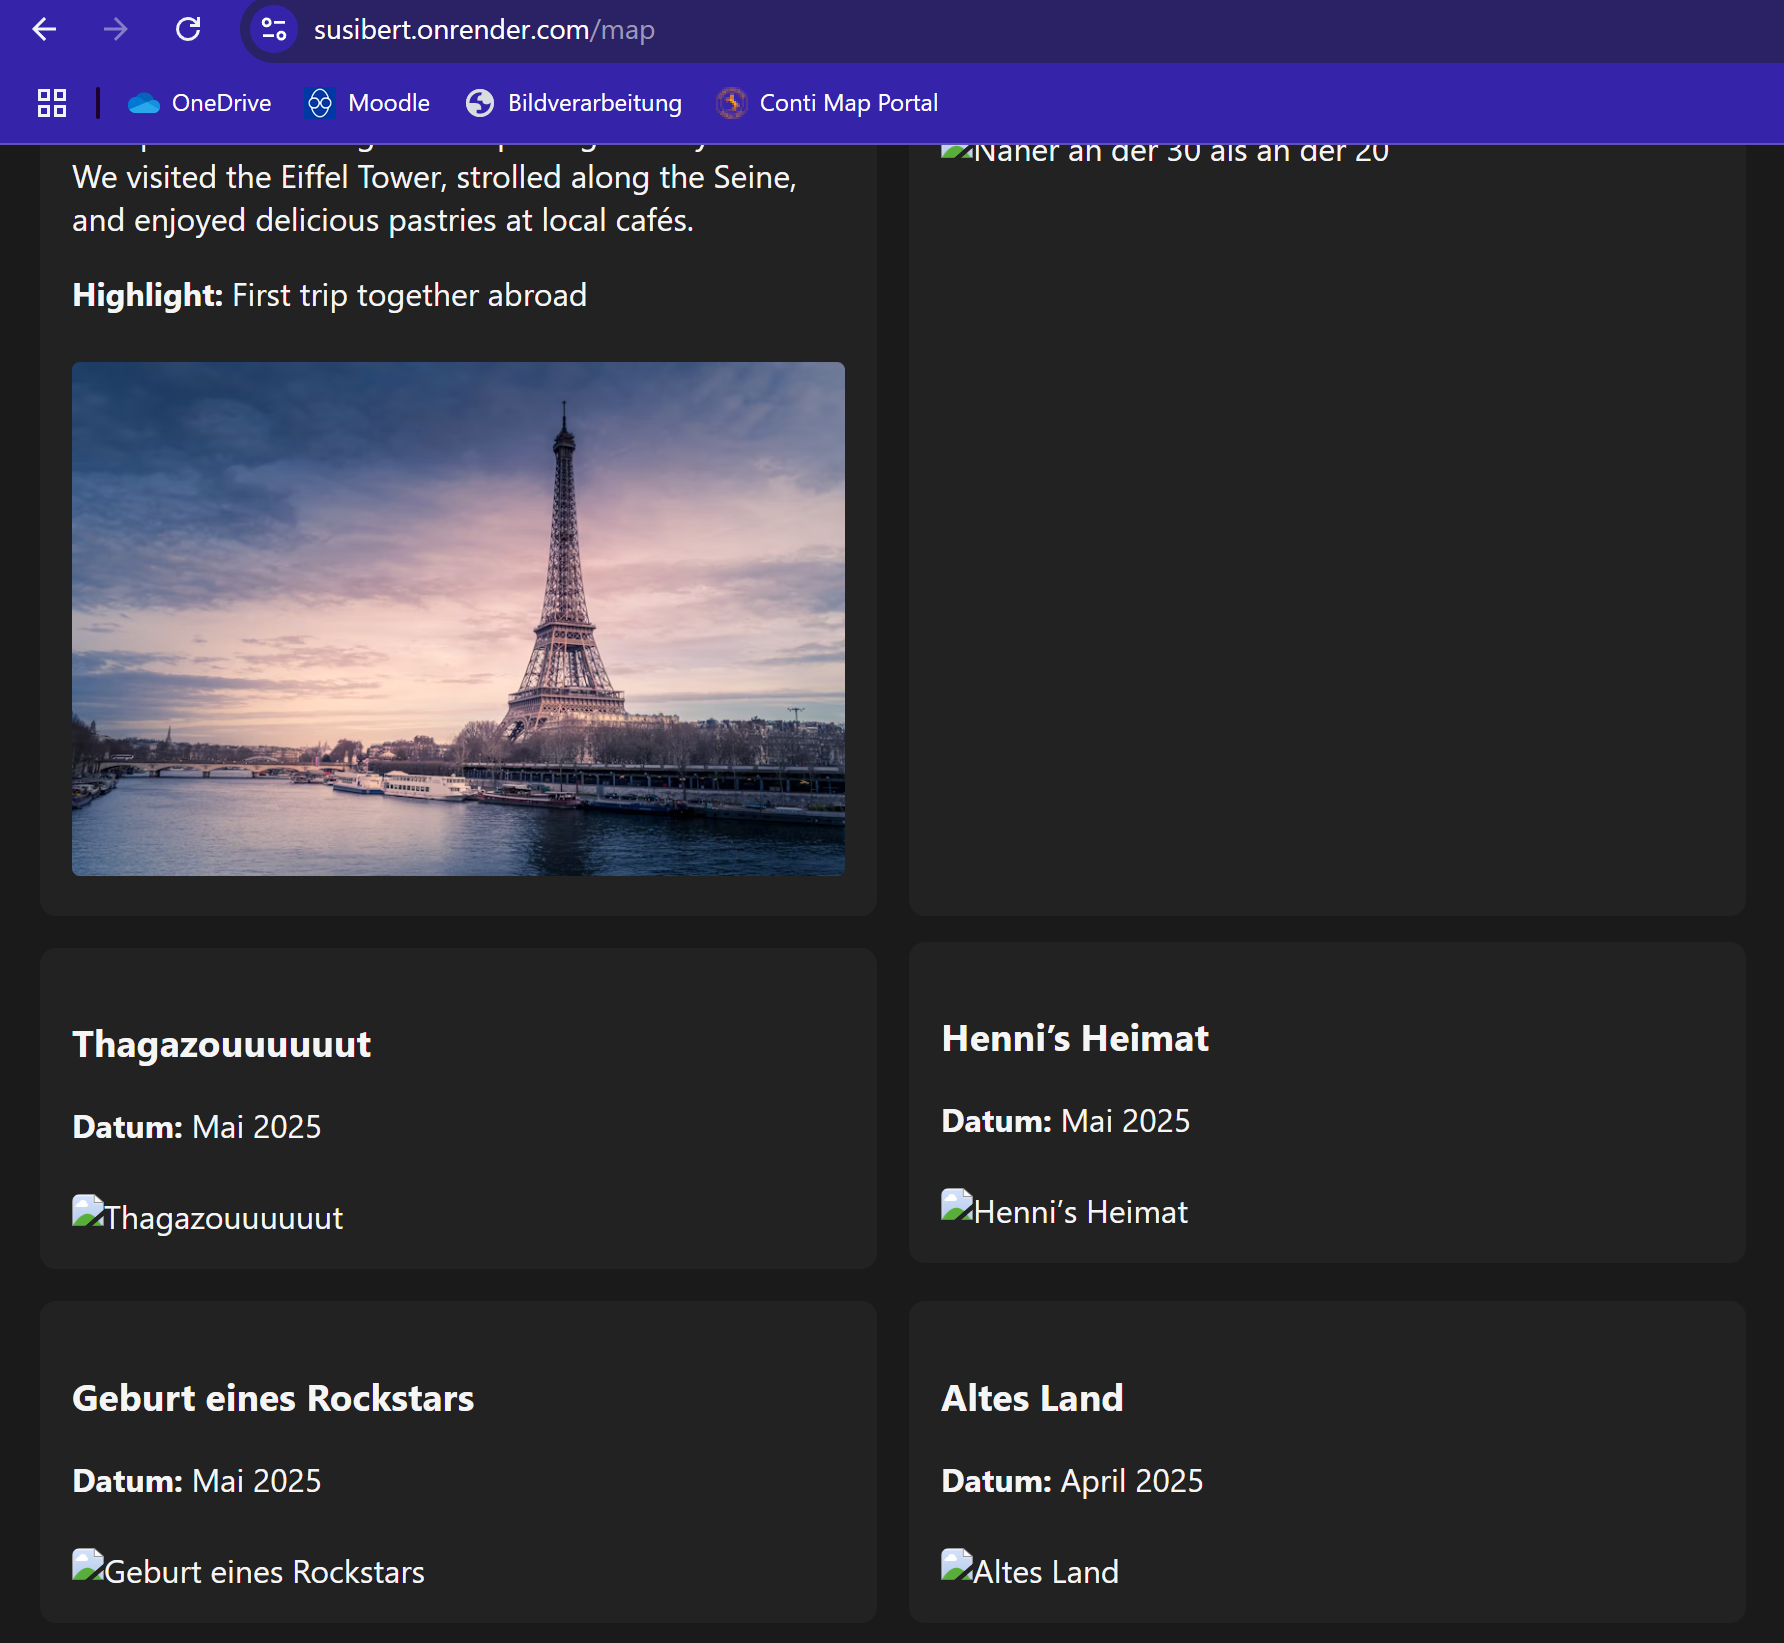 susibert.onrender.com/map
OneDrive
Moodle
Bildverarbeitung
Conti Map Portal
We visited the Eiffel Tower, strolled along the Seine,
and enjoyed delicious pastries at local cafés.
Highlight: First trip together abroad
Näher an der 30 als an der 20
Thagazouuuuuut
Datum: Mai 2025
Thagazouuuuuut
Henni’s Heimat
Datum: Mai 2025
Henni’s Heimat
Geburt eines Rockstars
Datum: Mai 2025
Geburt eines Rockstars
Altes Land
Datum: April 2025
Altes Land